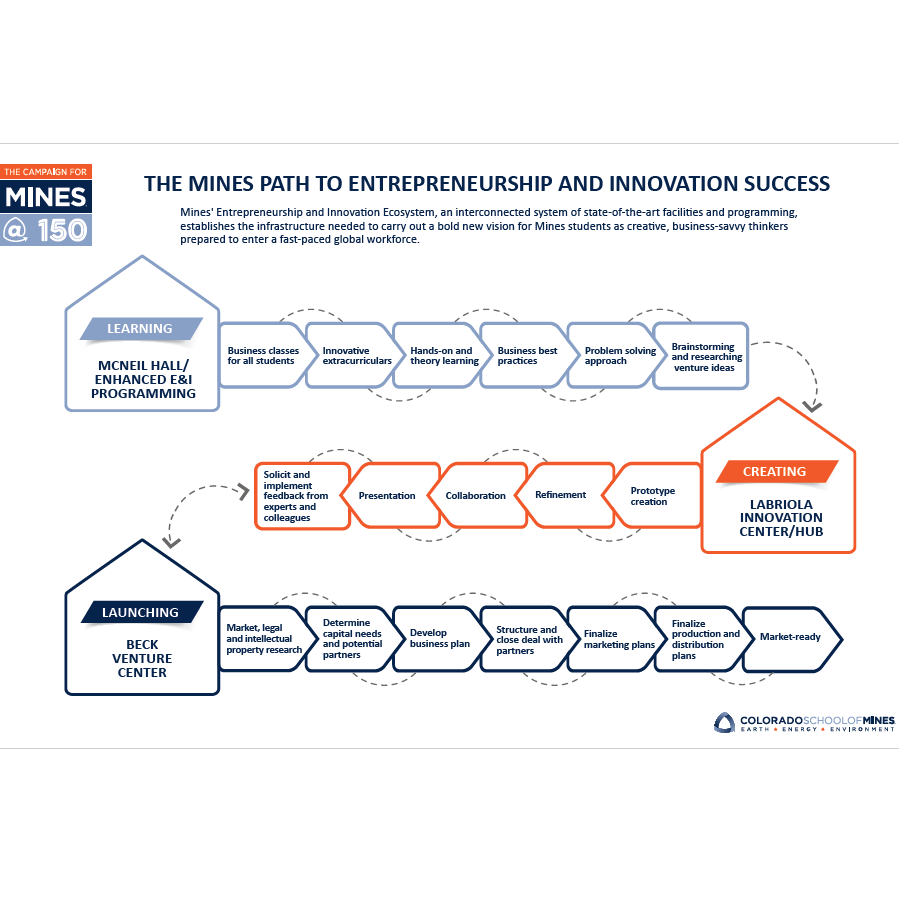 THE CAMPAIGN FOR
MINES
@ 150
THE MINES PATH TO ENTREPRENEURSHIP AND INNOVATION SUCCESS
Mines' Entrepreneurship and Innovation Ecosystem, an interconnected system of state-of-the-art facilities and programming,
establishes the infrastructure needed to carry out a bold new vision for Mines students as creative, business-savvy thinkers
prepared to enter a fast-paced global workforce.
LEARNING
MCNEIL HALL/
ENHANCED E&I
PROGRAMMING
Business classes
for all students
Innovative
extracurriculars
Hands-on and
theory learning
Business best
practices
Problem solving
approach
Brainstorming
and researching
venture ideas
CREATING
LABRIOLA
INNOVATION
CENTER/HUB
Prototype
creation
Refinement
Collaboration
Presentation
Solicit and
implement
feedback from
experts and
colleagues
LAUNCHING
BECK
VENTURE
CENTER
Market, legal
and intellectual
property research
Determine
capital needs
and potential
partners
Develop
business plan
Structure and
close deal with
partners
Finalize
marketing plans
Finalize
production and
distribution
plans
Market-ready
COLORADOSCHOOLOFMINES
EARTH • ENERGY • ENVIRONMENT